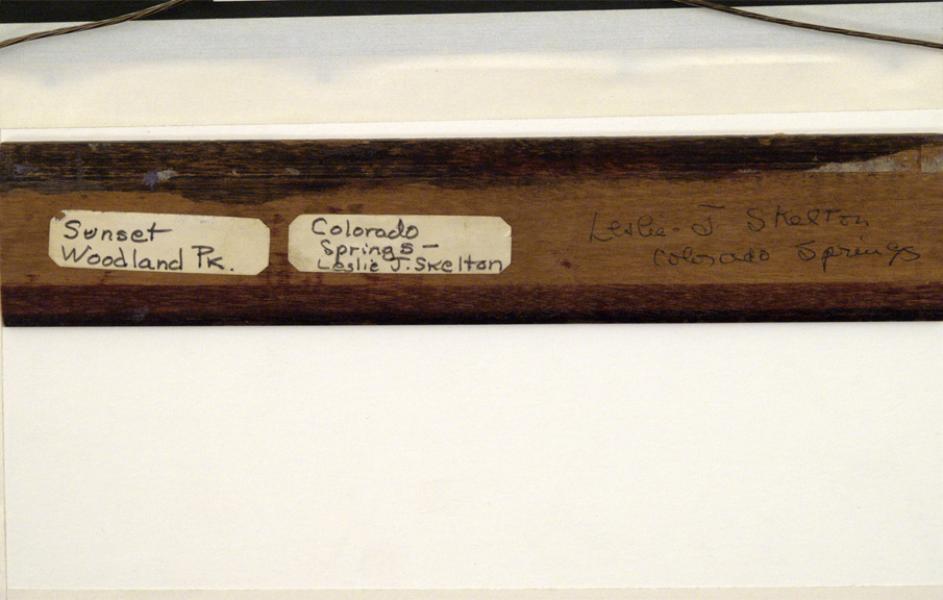 Sunset
Woodland Pk.
Colorado
Springs–
Leslie J. Skelton
Leslie J Skelton
Colorado Springs